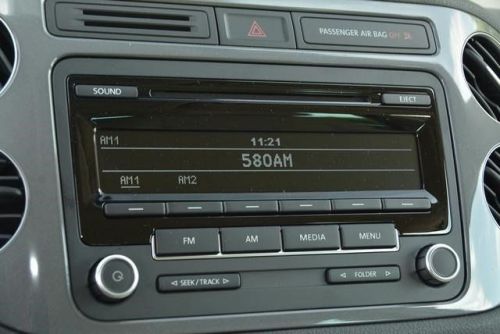 PASSENGER AIR BAG OFF
SOUND
EJECT
AM1
11:21
580AM
AM1 AM2
FM AM MEDIA MENU
SEEK/TRACK
FOLDER